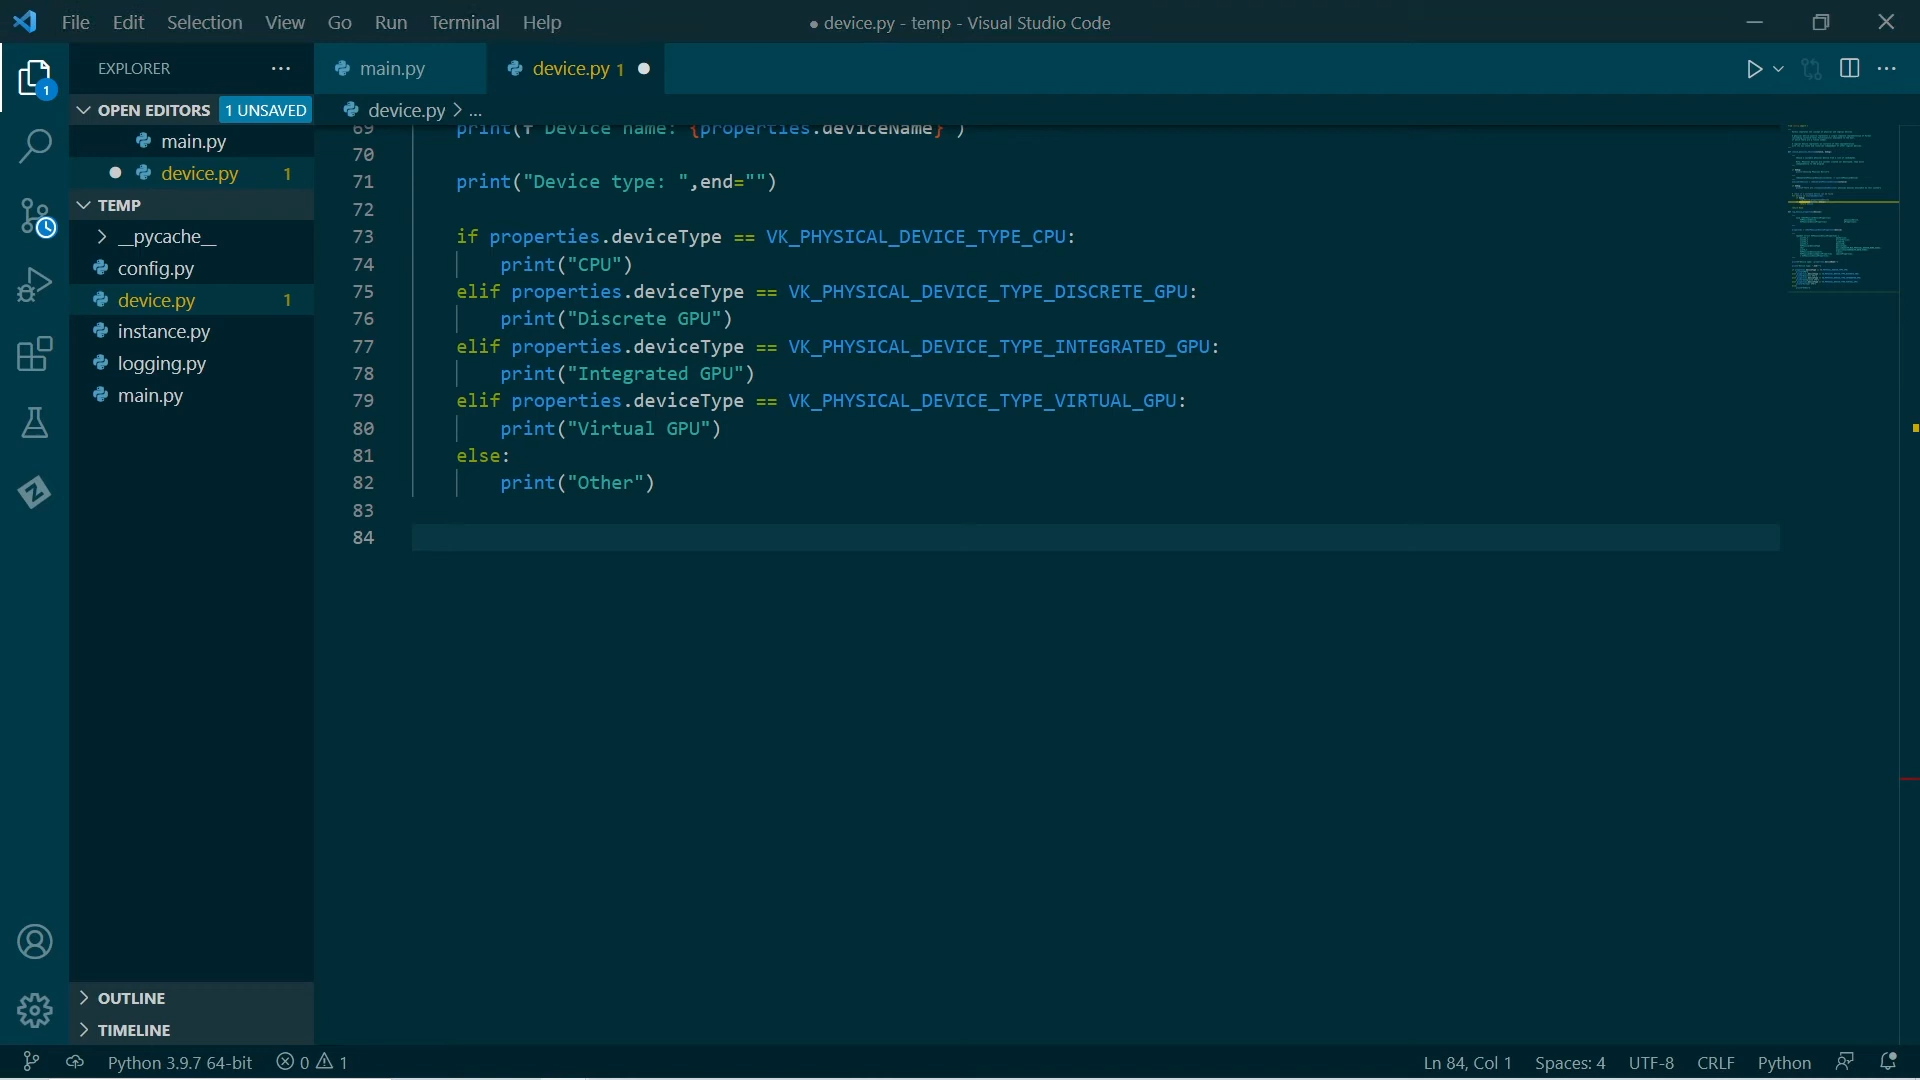 File Edit Selection View Go Run Terminal Help
● device.py - temp - Visual Studio Code
EXPLORER
main.py
device.py 1
OPEN EDITORS 1 UNSAVED
device.py > ...
main.py
device.py 1
TEMP
__pycache__
config.py
device.py 1
instance.py
logging.py
main.py
69 print(f"Device name: {properties.deviceName}")
70
71 print("Device type: ",end="")
72
73 if properties.deviceType == VK_PHYSICAL_DEVICE_TYPE_CPU:
74 print("CPU")
75 elif properties.deviceType == VK_PHYSICAL_DEVICE_TYPE_DISCRETE_GPU:
76 print("Discrete GPU")
77 elif properties.deviceType == VK_PHYSICAL_DEVICE_TYPE_INTEGRATED_GPU:
78 print("Integrated GPU")
79 elif properties.deviceType == VK_PHYSICAL_DEVICE_TYPE_VIRTUAL_GPU:
80 print("Virtual GPU")
81 else:
82 print("Other")
83
84
OUTLINE
TIMELINE
1
Python 3.9.7 64-bit 0 1
Ln 84, Col 1 Spaces: 4 UTF-8 CRLF Python